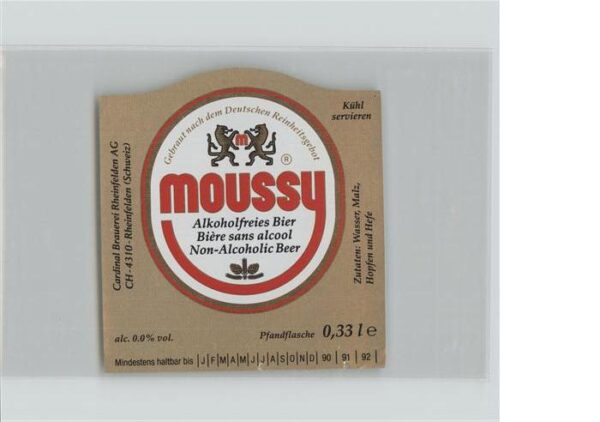 Gebraut nach dem Deutschen Reinheitsgebot
Kühl
servieren
m
®
moussy
Alkoholfreies Bier
Bière sans alcool
Non-Alcoholic Beer
Cardinal Brauerei Rheinfelden AG
CH-4310-Rheinfelden (Schweiz)
Zutaten: Wasser, Malz,
Hopfen und Hefe
alc. 0.0% vol.
Pfandflasche 0,33 l e
Mindestens haltbar bis |J|F|M|A|M|J|J|A|S|O|N|D| 90 | 91 | 92 |